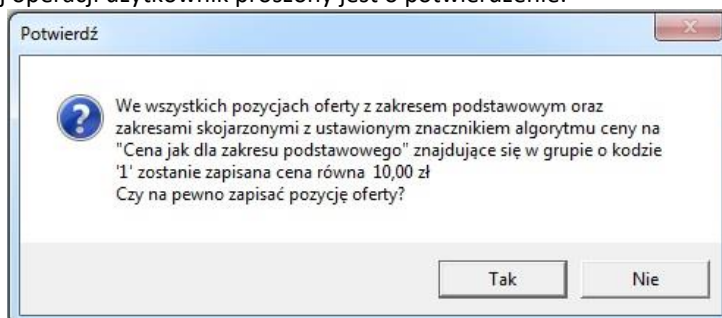 operacji użytkownik proszony jest o potwierdzenie.
Potwierdź
We wszystkich pozycjach oferty z zakresem podstawowym oraz
zakresami skojarzonymi z ustawionym znacznikiem algorytmu ceny na
"Cena jak dla zakresu podstawowego" znajdujące się w grupie o kodzie
'1' zostanie zapisana cena równa 10,00 zł
Czy na pewno zapisać pozycję oferty?
Tak
Nie